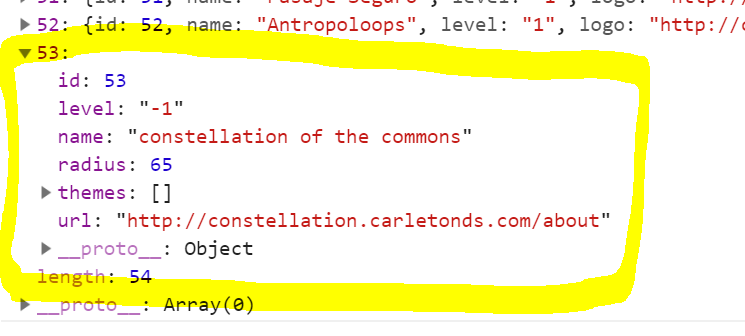 51: {id: 51, name: "Pasaje Seguro", level: "1", logo: "http:/
52: {id: 52, name: "Antropoloops", level: "1", logo: "http://c
▼53:
id: 53
level: "-1"
name: "constellation of the commons"
radius: 65
▶themes: []
url: "http://constellation.carletonds.com/about"
▶__proto__: Object
length: 54
▶__proto__: Array(0)